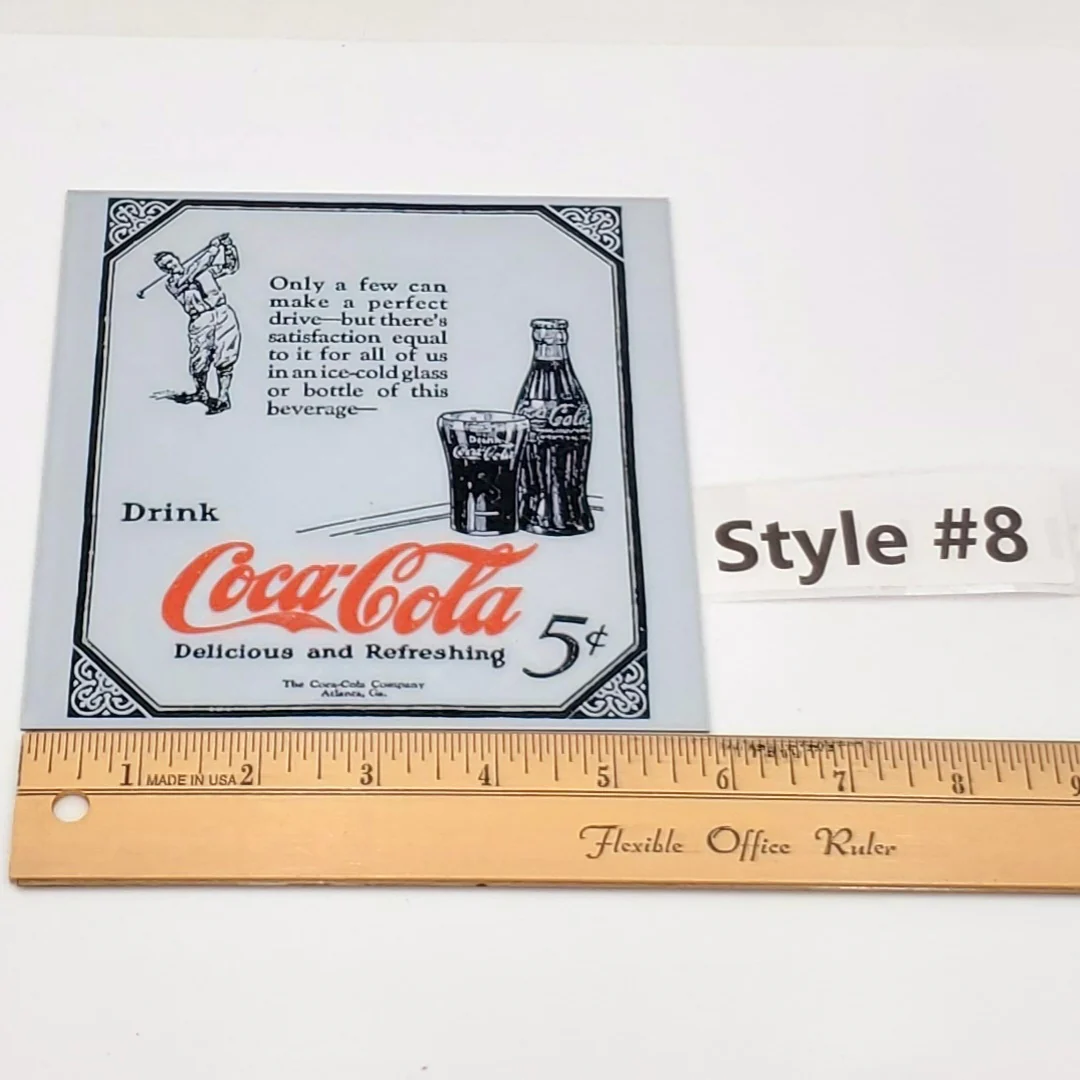 Only a few can
make a perfect
drive—but there's
satisfaction equal
to it for all of us
in an ice-cold glass
or bottle of this
beverage—
Coca-Cola
Drink
Coca-Cola
Drink
Coca-Cola
5¢
Delicious and Refreshing
The Coca-Cola Company
Atlanta, Ga.
Style #8
1 MADE IN USA 2 3 4 5 6 7 8 9
Flexible Office Ruler